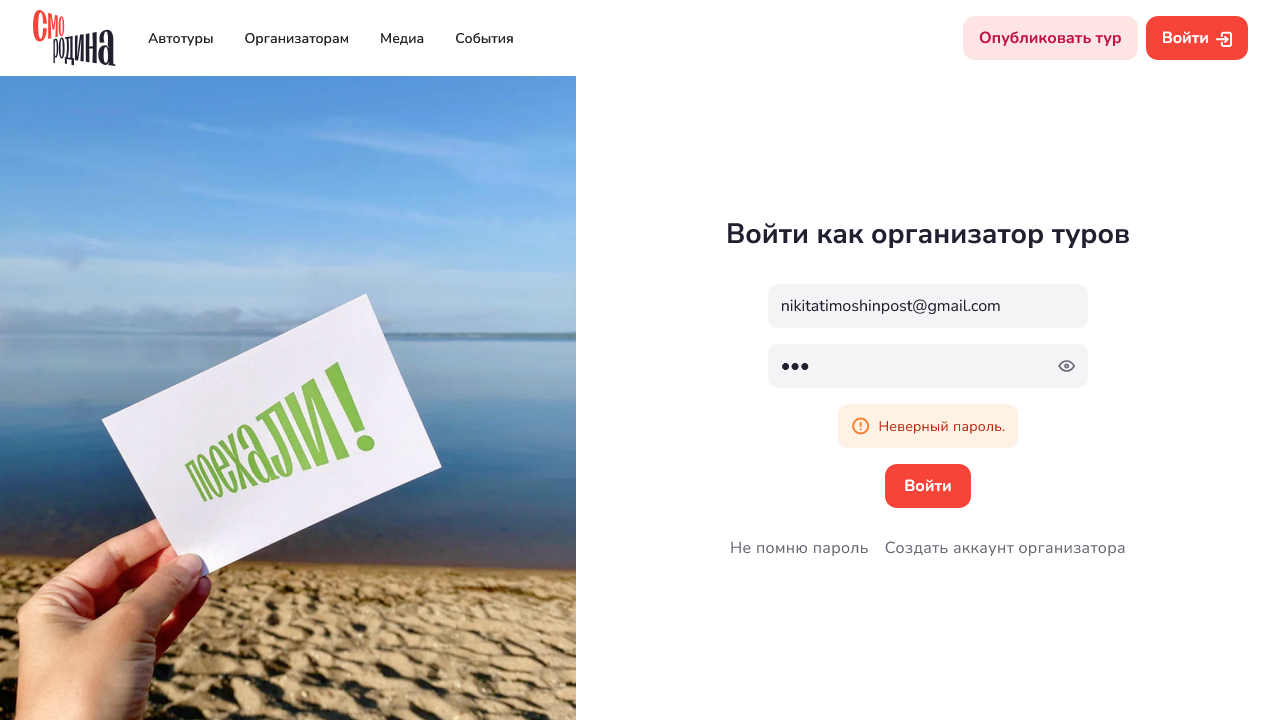 Смо
родина
Автотуры
Организаторам
Медиа
События
Опубликовать тур
Войти
поехали!
Войти как организатор туров
nikitatimoshinpost@gmail.com
•••
Неверный пароль.
Войти
Не помню пароль
Создать аккаунт организатора